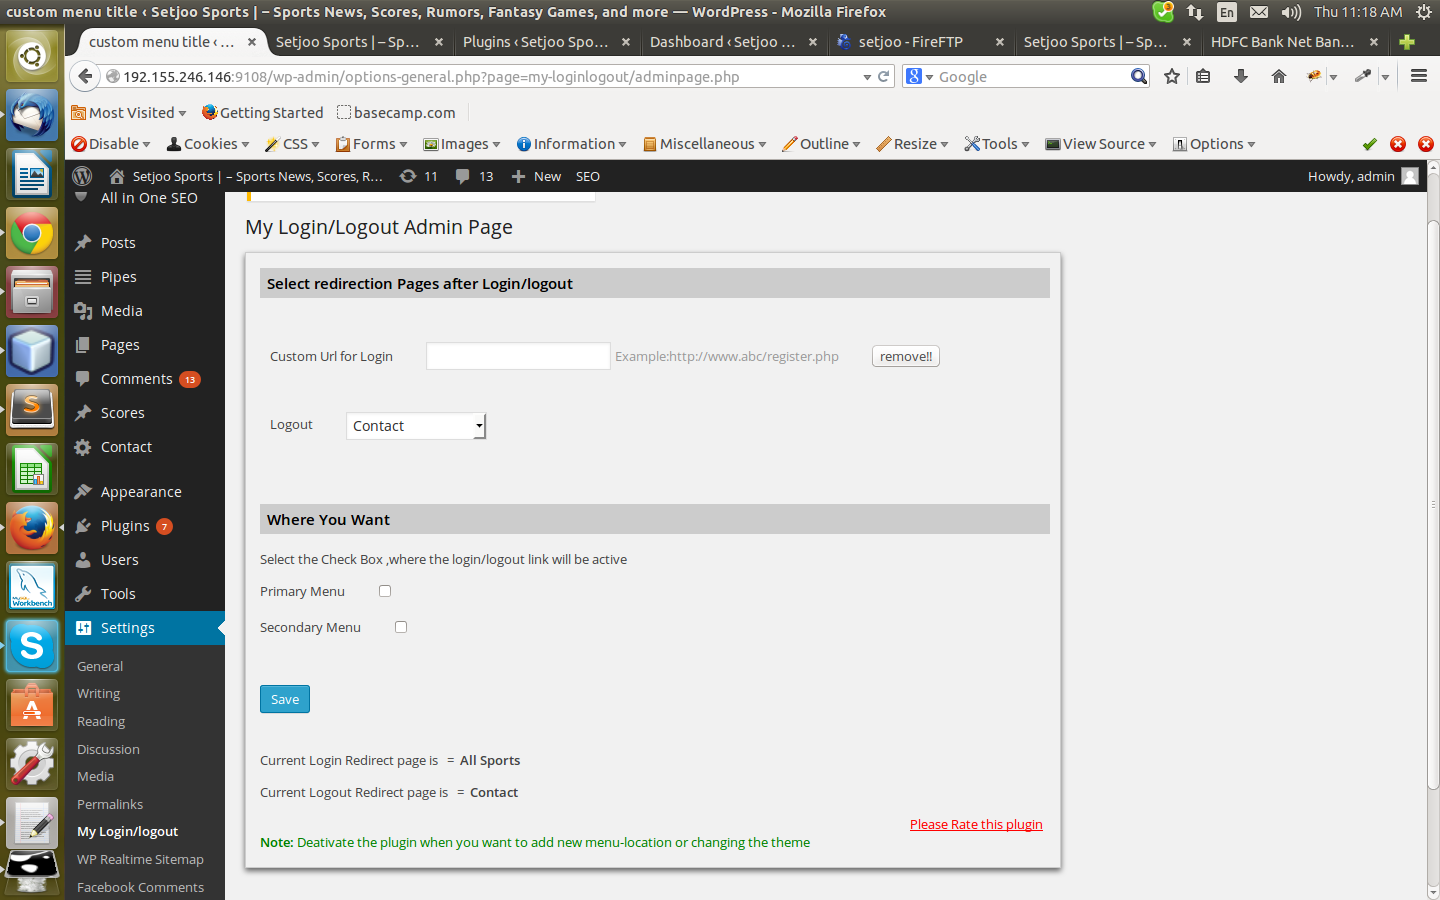 custom menu title ‹ Setjoo Sports | – Sports News, Scores, Rumors, Fantasy Games, and more — WordPress - Mozilla Firefox
3 En Thu 11:18 AM
custom menu title ‹ ... Setjoo Sports | – Sp... Plugins ‹ Setjoo Spo... Dashboard ‹ Setjoo ... setjoo - FireFTP Setjoo Sports | – Sp... HDFC Bank Net Ban...
192.155.246.146:9108/wp-admin/options-general.php?page=my-loginlogout/adminpage.php
Google
Most Visited Getting Started basecamp.com
Disable Cookies CSS Forms Images Information Miscellaneous Outline Resize Tools View Source Options
Setjoo Sports | – Sports News, Scores, R... 11 13 New SEO Howdy, admin
All in One SEO
Posts
Pipes
Media
Pages
Comments 13
Scores
Contact
Appearance
Plugins 7
Users
Tools
Settings
General
Writing
Reading
Discussion
Media
Permalinks
My Login/logout
WP Realtime Sitemap
Facebook Comments
My Login/Logout Admin Page
Select redirection Pages after Login/logout
Custom Url for Login Example:http://www.abc/register.php remove!!
Logout Contact
Where You Want
Select the Check Box ,where the login/logout link will be active
Primary Menu
Secondary Menu
Save
Current Login Redirect page is = All Sports
Current Logout Redirect page is = Contact
Please Rate this plugin
Note: Deativate the plugin when you want to add new menu-location or changing the theme
MySQL
Workbench